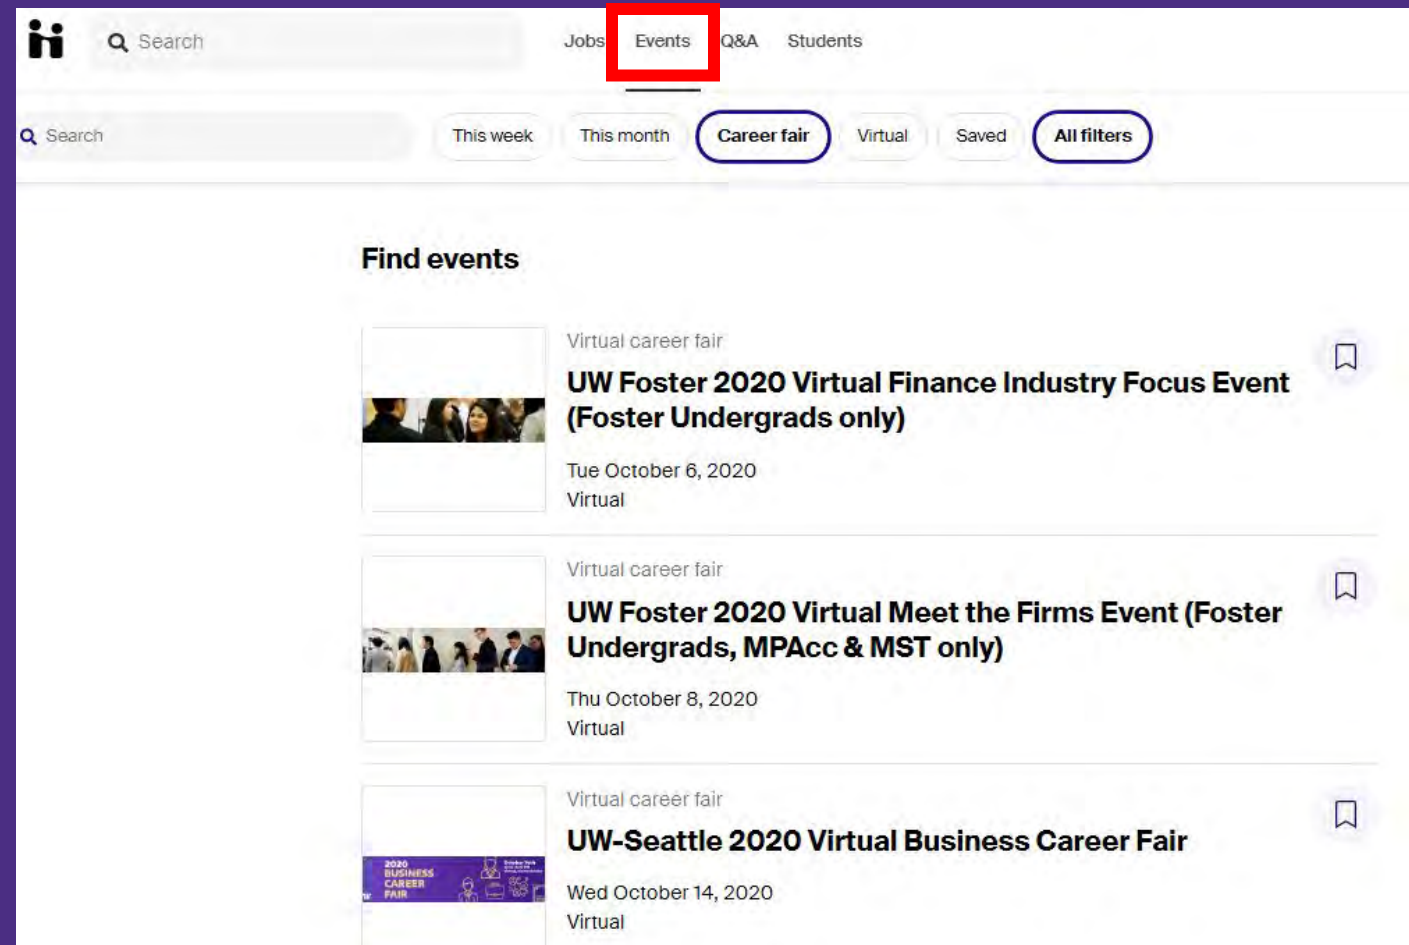 Search
Jobs Events Q&A Students
Search
This week This month Career fair Virtual Saved All filters
Find events
Virtual career fair
UW Foster 2020 Virtual Finance Industry Focus Event
(Foster Undergrads only)
Tue October 6, 2020
Virtual
Virtual career fair
UW Foster 2020 Virtual Meet the Firms Event (Foster
Undergrads, MPAcc & MST only)
Thu October 8, 2020
Virtual
Virtual career fair
UW-Seattle 2020 Virtual Business Career Fair
2020
BUSINESS
CAREER
FAIR
Wed October 14, 2020
Virtual